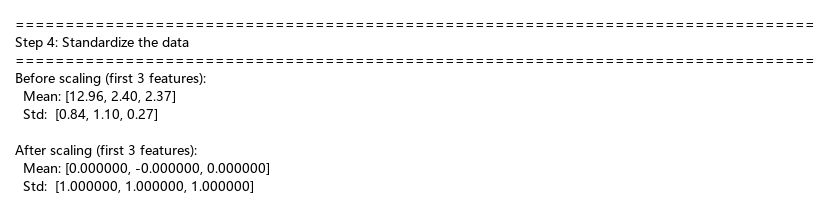 ================================================================================
Step 4: Standardize the data
================================================================================
Before scaling (first 3 features):
  Mean: [12.96, 2.40, 2.37]
  Std:  [0.84, 1.10, 0.27]

After scaling (first 3 features):
  Mean: [0.000000, -0.000000, 0.000000]
  Std:  [1.000000, 1.000000, 1.000000]